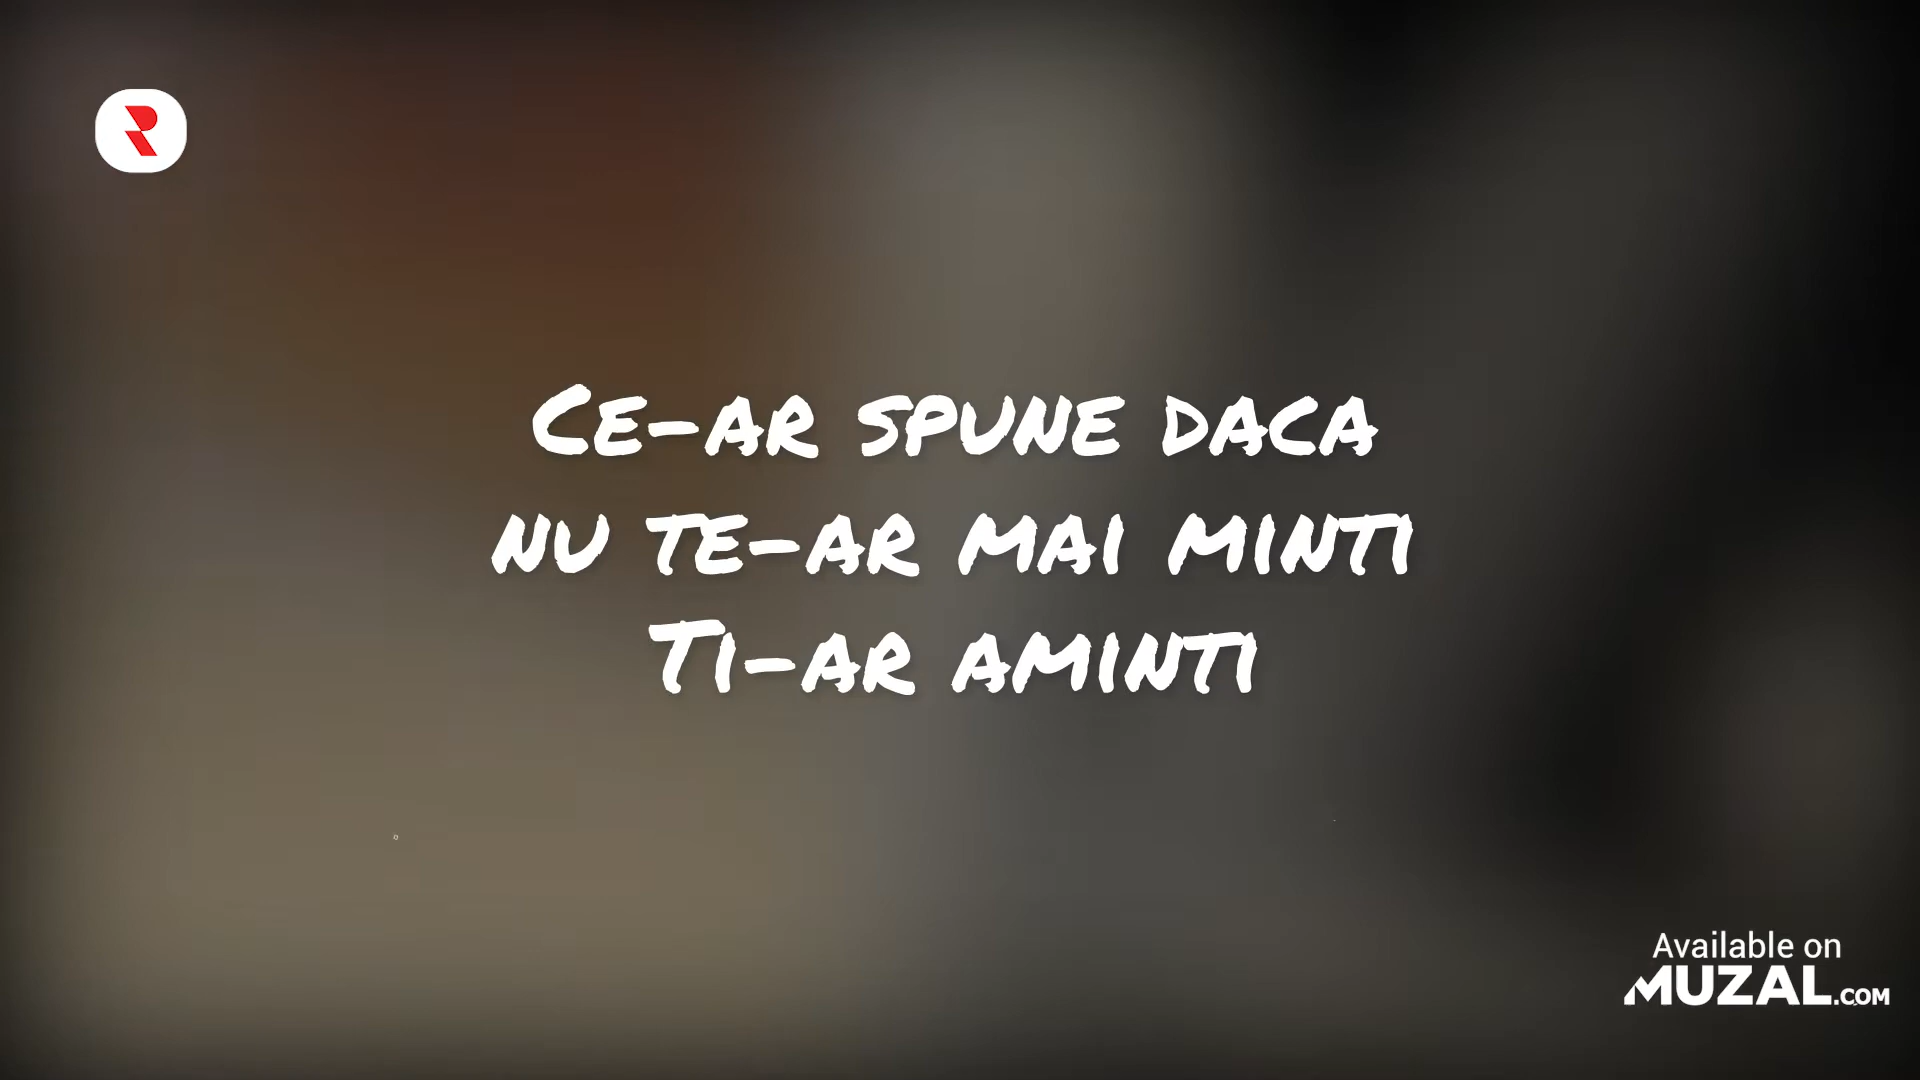 Ce-ar spune daca
nu te-ar mai minti
Ti-ar aminti
Available on
MUZAL.COM